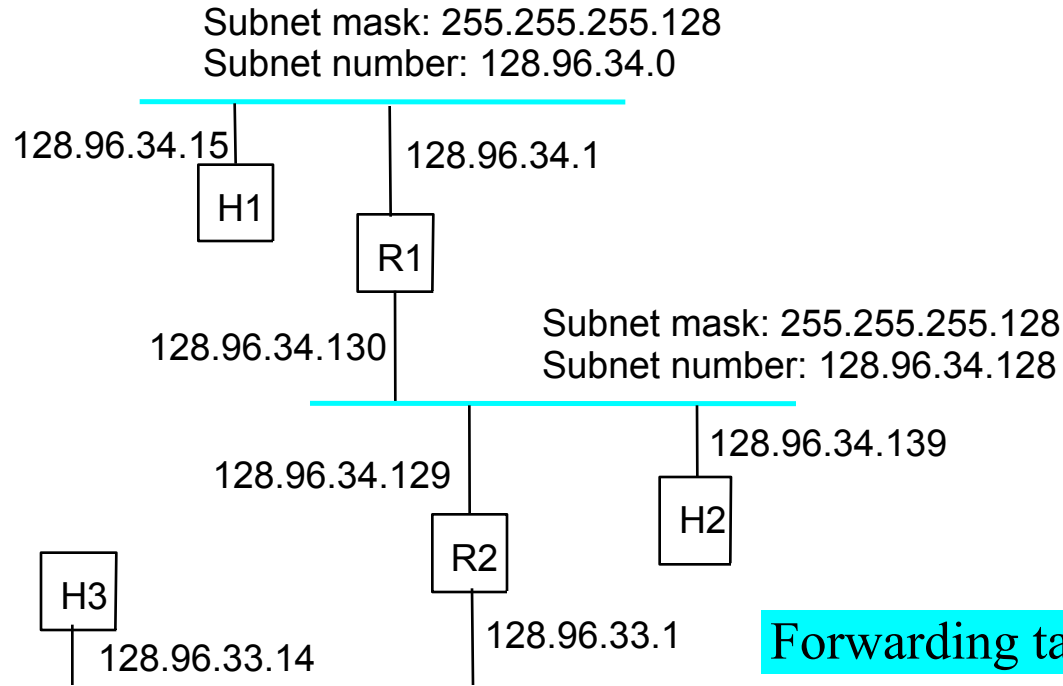 Subnet mask: 255.255.255.128
Subnet number: 128.96.34.0
128.96.34.15
128.96.34.1
H1
R1
128.96.34.130
Subnet mask: 255.255.255.128
Subnet number: 128.96.34.128
128.96.34.129
128.96.34.139
H2
R2
H3
128.96.33.14
128.96.33.1
Forwarding